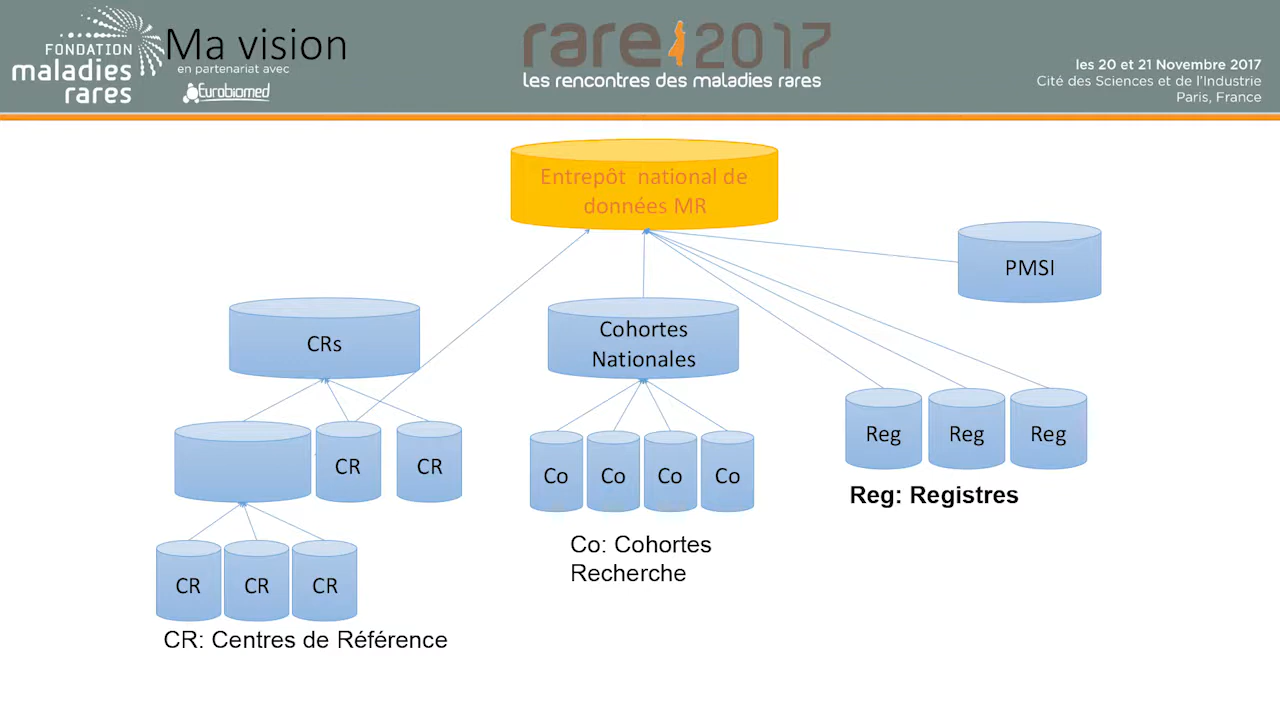 FONDATION
maladies
rares
Ma vision
en partenariat avec
Eurobiomed
rare 2017
les rencontres des maladies rares
les 20 et 21 Novembre 2017
Cité des Sciences et de l'Industrie
Paris, France
Entrepôt national de
données MR
PMSI
CRs
Cohortes
Nationales
CR
CR
Co
Co
Co
Co
Reg
Reg
Reg
Reg: Registres
Co: Cohortes
Recherche
CR
CR
CR
CR: Centres de Référence